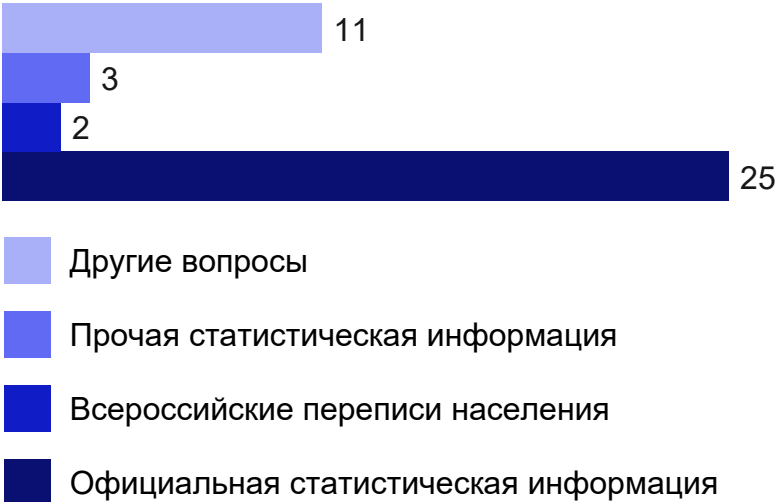 11
3
2
25
Другие вопросы
Прочая статистическая информация
Всероссийские переписи населения
Официальная статистическая информация